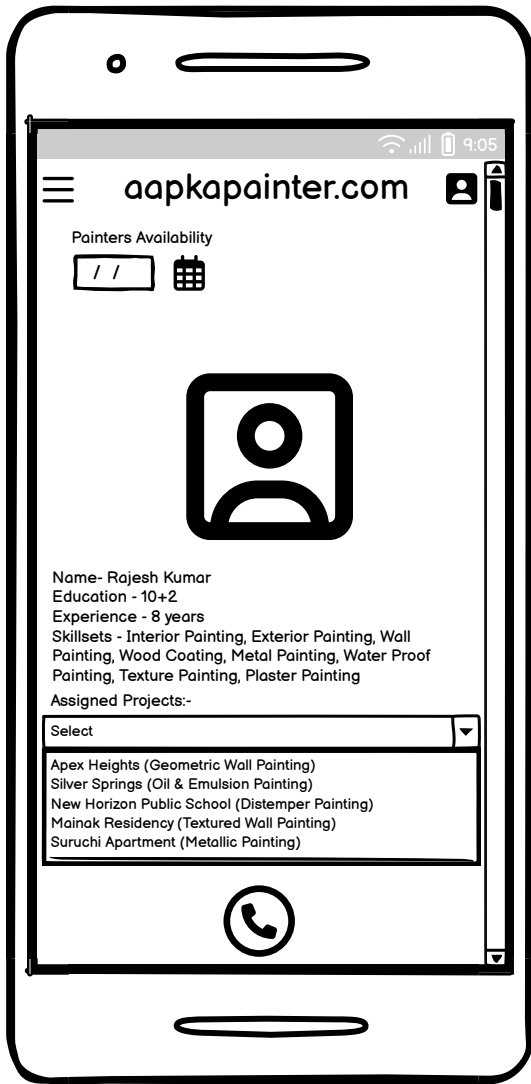 9:05
aapkapainter.com
Painters Availability
/ /
Name- Rajesh Kumar
Education - 10+2
Experience - 8 years
Skillsets - Interior Painting, Exterior Painting, Wall
Painting, Wood Coating, Metal Painting, Water Proof
Painting, Texture Painting, Plaster Painting
Assigned Projects:-
Select
Apex Heights (Geometric Wall Painting)
Silver Springs (Oil & Emulsion Painting)
New Horizon Public School (Distemper Painting)
Mainak Residency (Textured Wall Painting)
Suruchi Apartment (Metallic Painting)